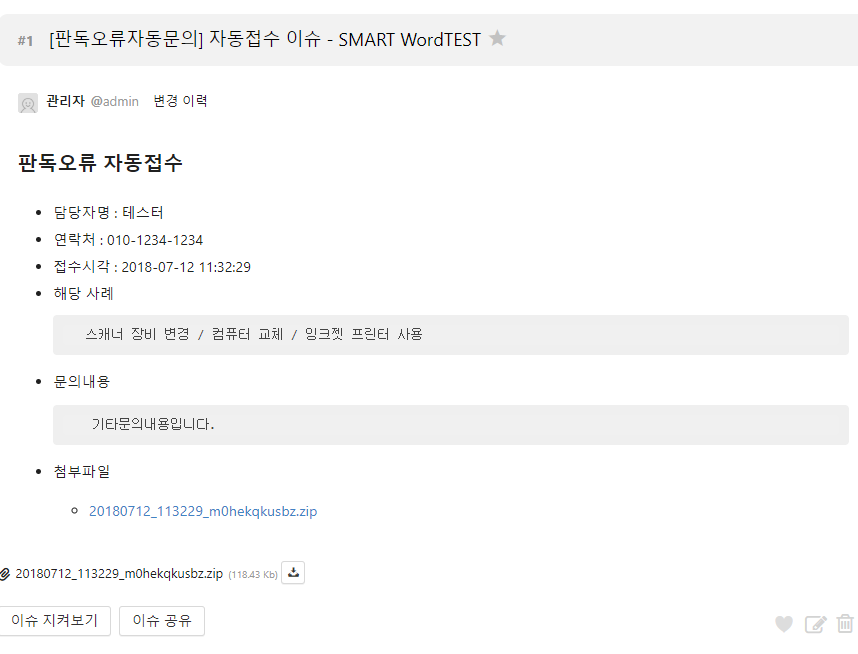 #1 [판독오류자동문의] 자동접수 이슈 - SMART WordTEST
관리자 @admin 변경 이력
판독오류 자동접수
담당자명 : 테스터
연락처 : 010-1234-1234
접수시각 : 2018-07-12 11:32:29
해당 사례
스캐너 장비 변경 / 컴퓨터 교체 / 잉크젯 프린터 사용
문의내용
기타문의내용입니다.
첨부파일
20180712_113229_m0hekqkusbz.zip
20180712_113229_m0hekqkusbz.zip (118.43 Kb)
이슈 지켜보기 이슈 공유